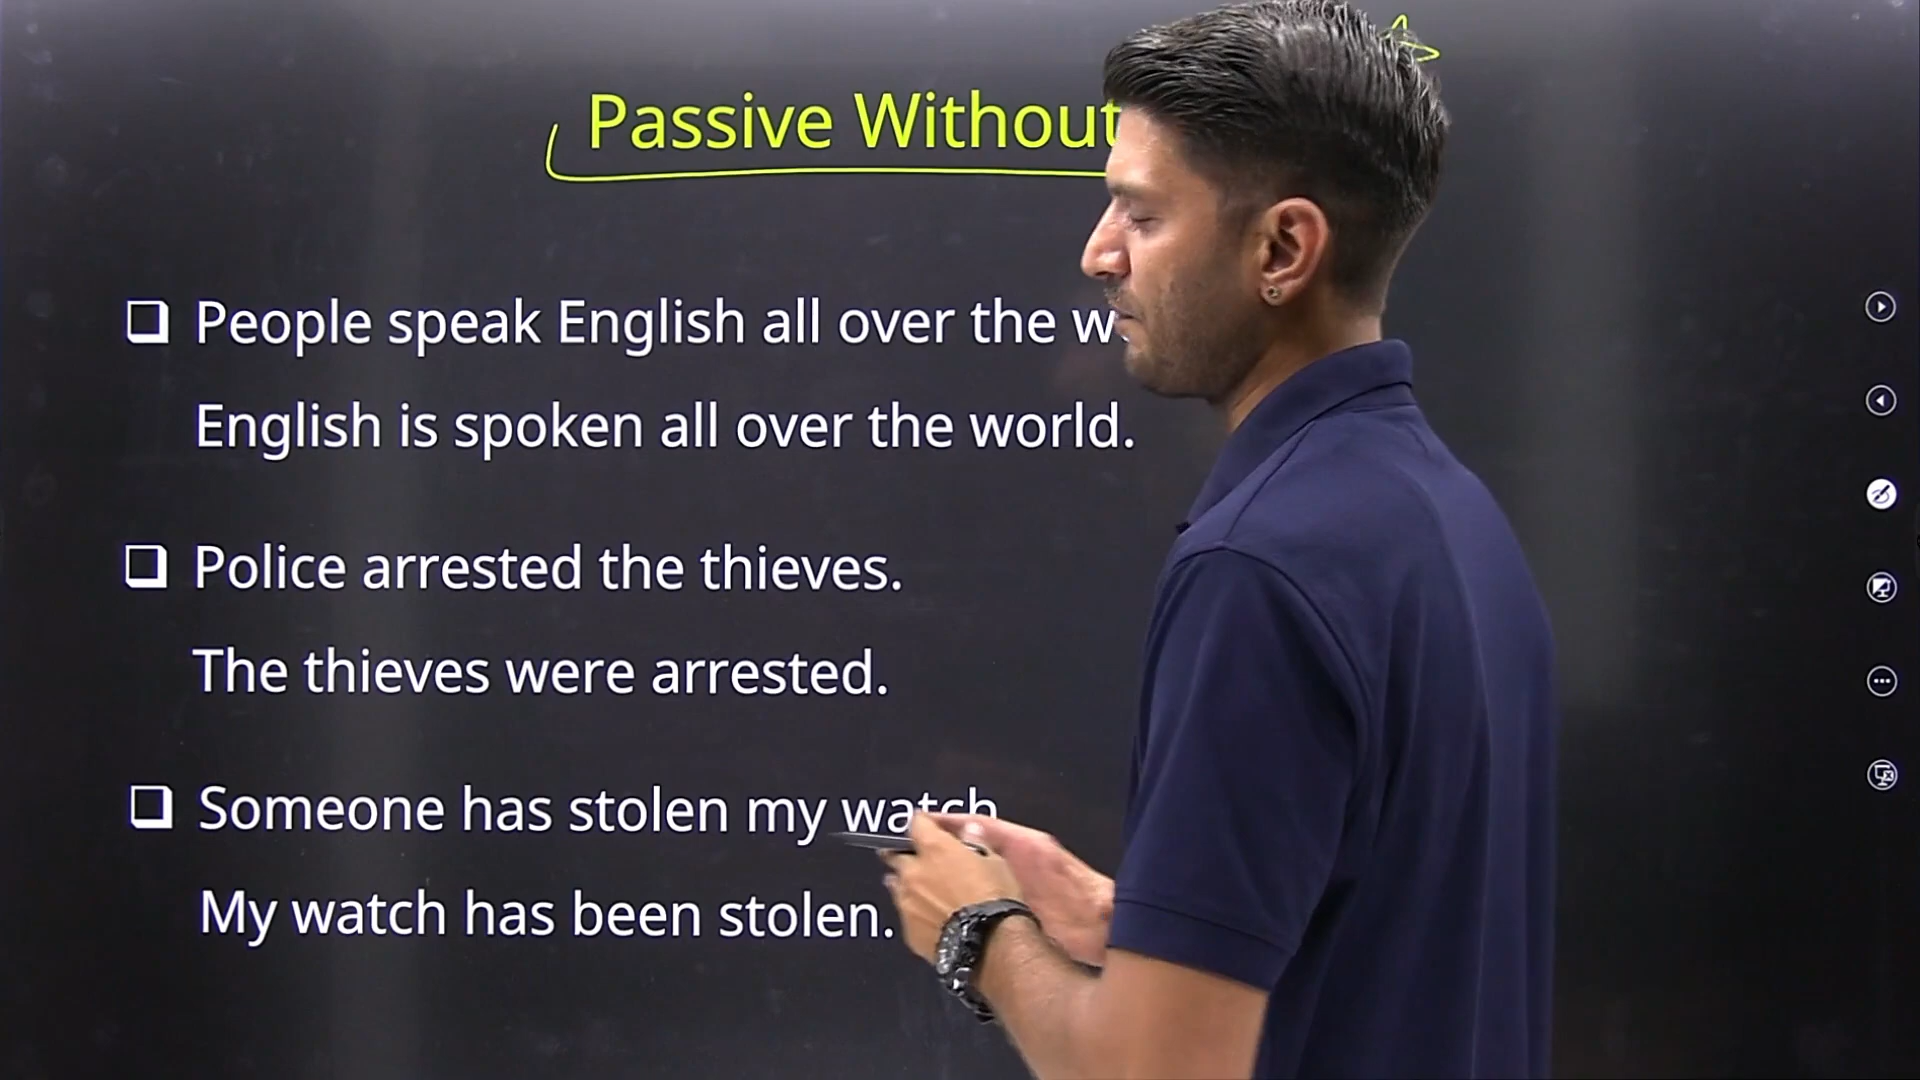 Passive Without
People speak English all over the
English is spoken all over the world.
Police arrested the thieves.
The thieves were arrested.
Someone has stolen my watch
My watch has been stolen.